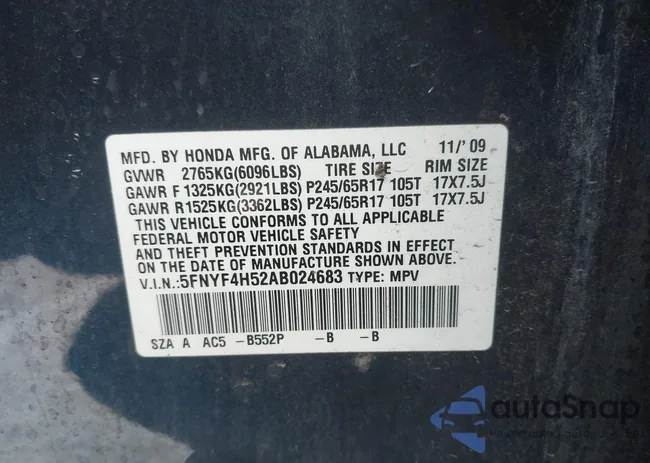 MFD. BY HONDA MFG. OF ALABAMA, LLC 11/'09
GVWR 2765KG(6096LBS) TIRE SIZE RIM SIZE
GAWR F1325KG(2921LBS) P245/65R17 105T 17X7.5J
GAWR R1525KG(3362LBS) P245/65R17 105T 17X7.5J
THIS VEHICLE CONFORMS TO ALL APPLICABLE
FEDERAL MOTOR VEHICLE SAFETY
AND THEFT PREVENTION STANDARDS IN EFFECT
ON THE DATE OF MANUFACTURE SHOWN ABOVE.
V.I.N.:5FNYF4H52AB024683 TYPE: MPV
SZA A AC5 -B552P -B -B
autoSnap